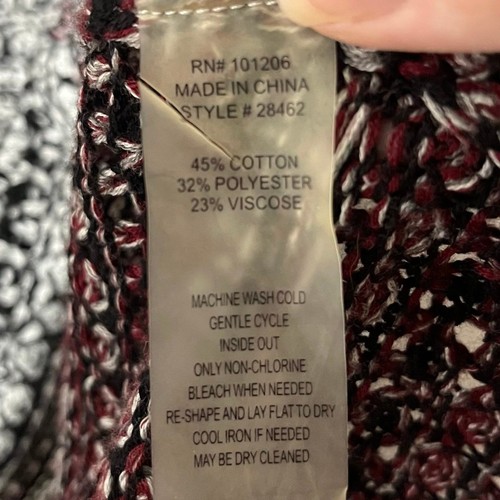 RN# 101206
MADE IN CHINA
STYLE # 28462
45% COTTON
32% POLYESTER
23% VISCOSE
MACHINE WASH COLD
GENTLE CYCLE
INSIDE OUT
ONLY NON-CHLORINE
BLEACH WHEN NEEDED
RE-SHAPE AND LAY FLAT TO DRY
COOL IRON IF NEEDED
MAY BE DRY CLEANED